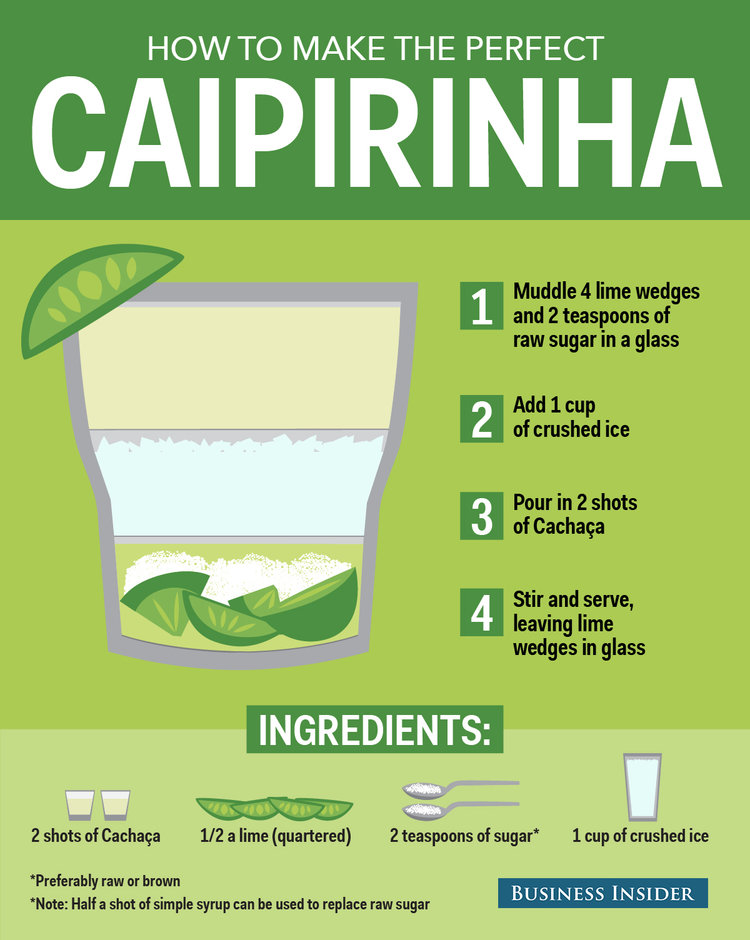 HOW TO MAKE THE PERFECT
CAIPIRINHA
1
Muddle 4 lime wedges
and 2 teaspoons of
raw sugar in a glass
2
Add 1 cup
of crushed ice
3
Pour in 2 shots
of Cachaça
4
Stir and serve,
leaving lime
wedges in glass
INGREDIENTS:
2 shots of Cachaça
1/2 a lime (quartered)
2 teaspoons of sugar*
1 cup of crushed ice
*Preferably raw or brown
*Note: Half a shot of simple syrup can be used to replace raw sugar
BUSINESS INSIDER